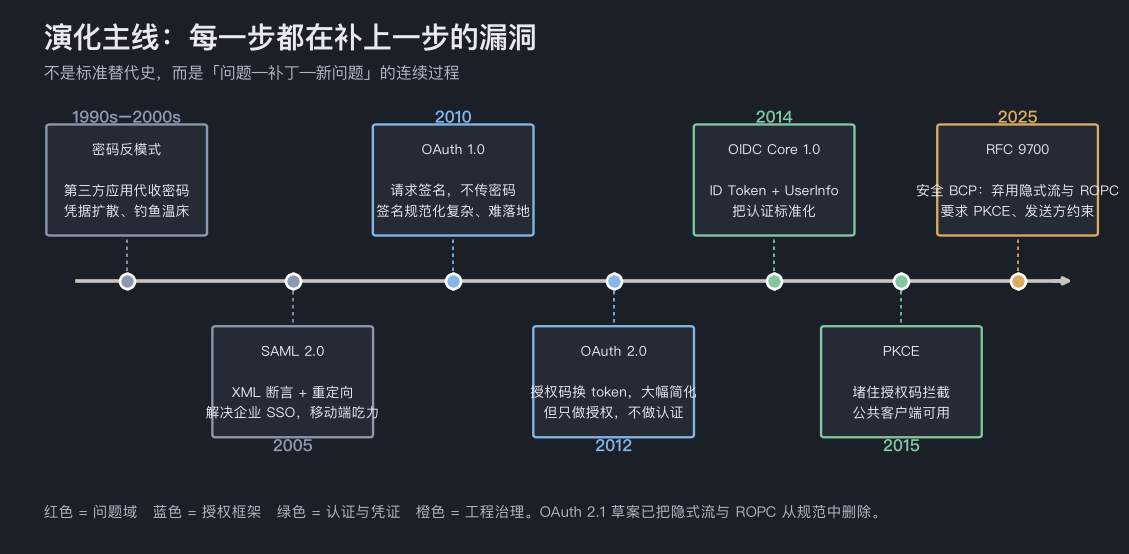 演化主线：每一步都在补上一步的漏洞
不是标准替代史，而是「问题—补丁—新问题」的连续过程
1990s—2000s
密码反模式
第三方应用代收密码
凭据扩散、钓鱼温床
2010
OAuth 1.0
请求签名，不传密码
签名规范化复杂、难落地
2014
OIDC Core 1.0
ID Token + UserInfo
把认证标准化
2025
RFC 9700
安全 BCP：弃用隐式流与 ROPC
要求 PKCE、发送方约束
SAML 2.0
XML 断言 + 重定向
解决企业 SSO，移动端吃力
2005
OAuth 2.0
授权码换 token，大幅简化
但只做授权，不做认证
2012
PKCE
堵住授权码拦截
公共客户端可用
2015
红色 = 问题域　蓝色 = 授权框架　绿色 = 认证与凭证　橙色 = 工程治理。OAuth 2.1 草案已把隐式流与 ROPC 从规范中删除。